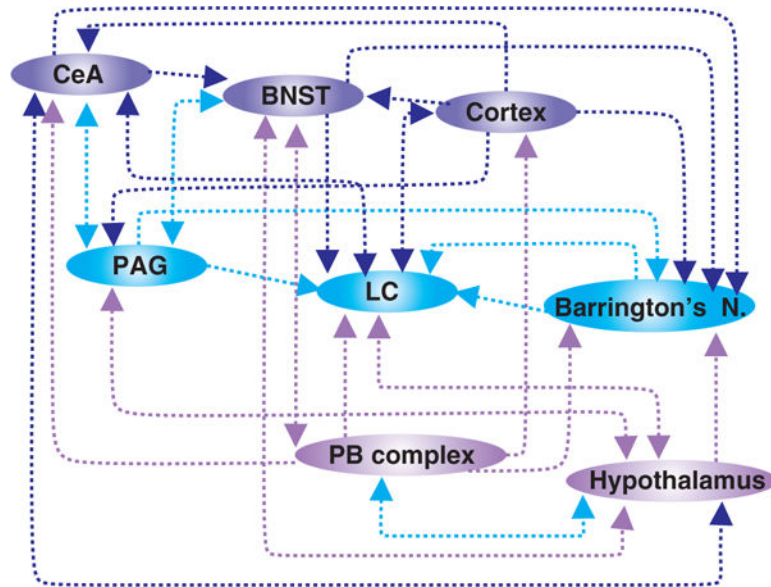 CeA
BNST
Cortex
PAG
LC
Barrington's N.
PB complex
Hypothalamus